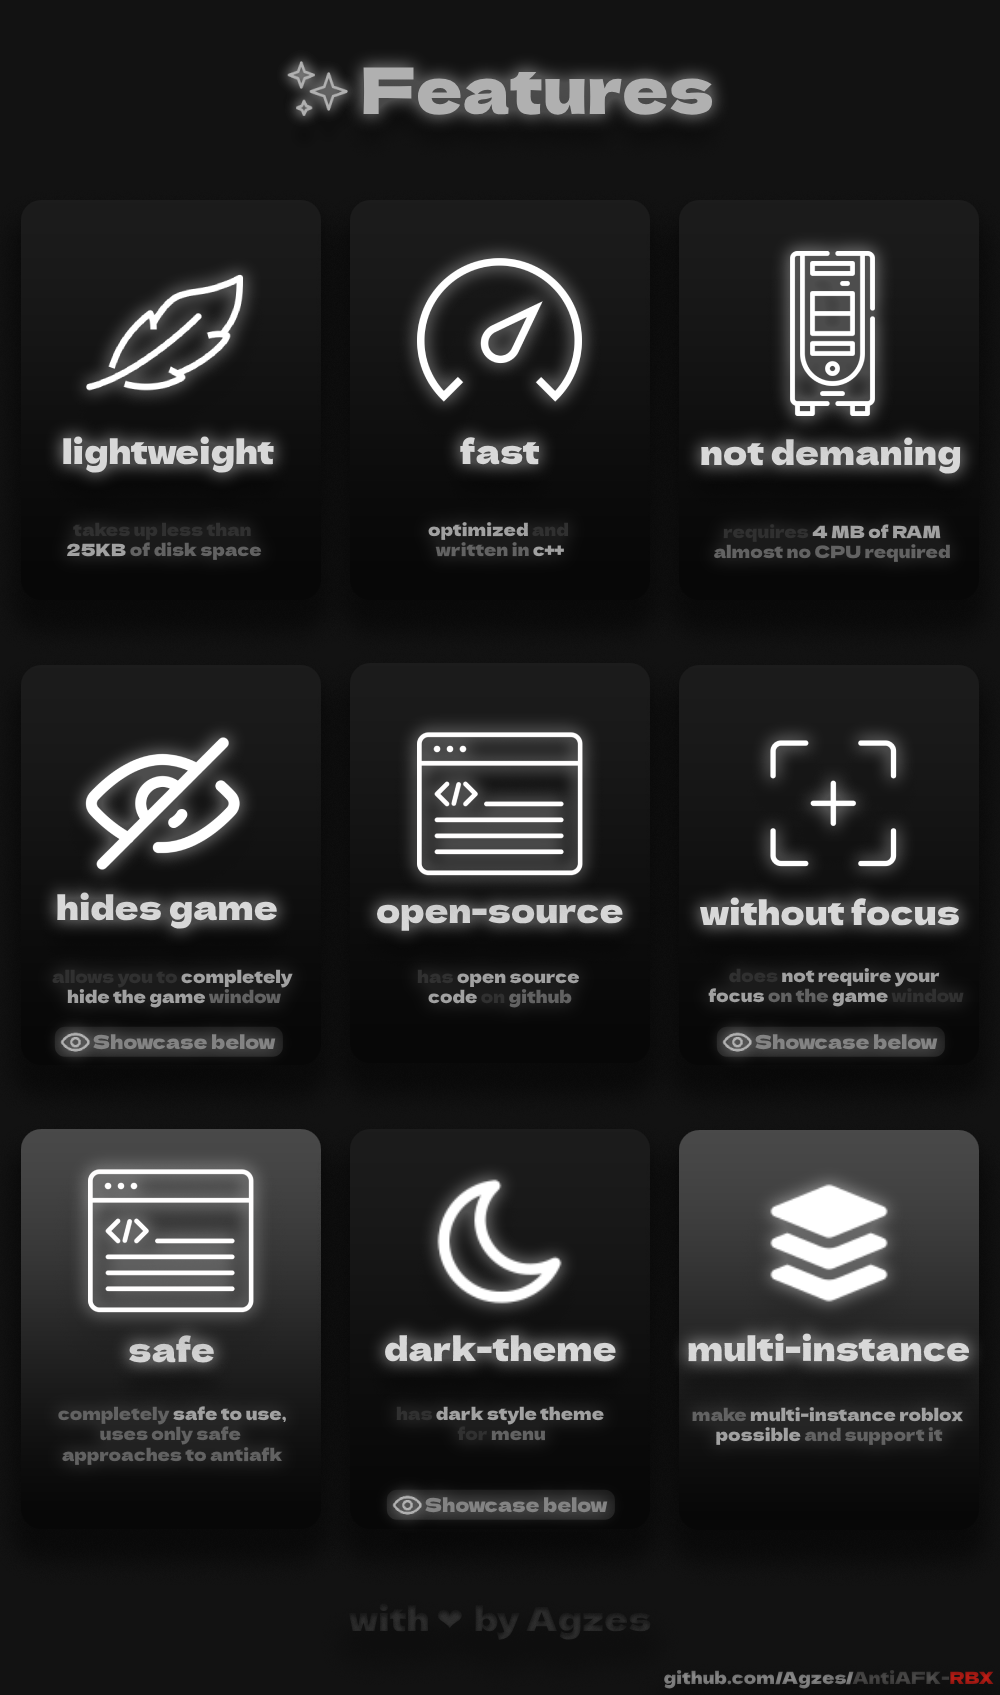 Features
lightweight
fast
not demaning
takes up less than
25KB of disk space
optimized and
written in c++
requires 4 MB of RAM
almost no CPU required
hides game
open-source
without focus
allows you to completely
hide the game window
has open source
code on github
does not require your
focus on the game window
Showcase below
Showcase below
safe
dark-theme
multi-instance
completely safe to use,
uses only safe
approaches to antiafk
has dark style theme
for menu
make multi-instance roblox
possible and support it
Showcase below
with ❤ by Agzes
github.com/Agzes/AntiAFK-RBX